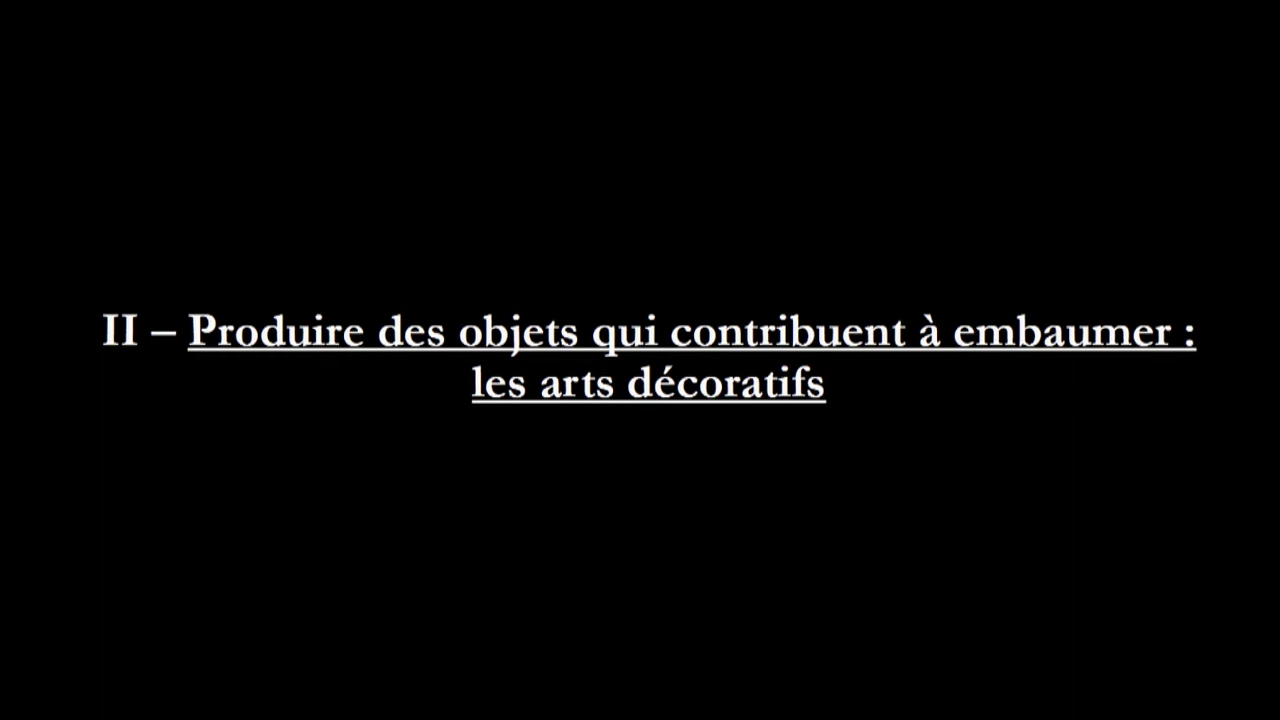 II – Produire des objets qui contribuent à embaumer :
les arts décoratifs